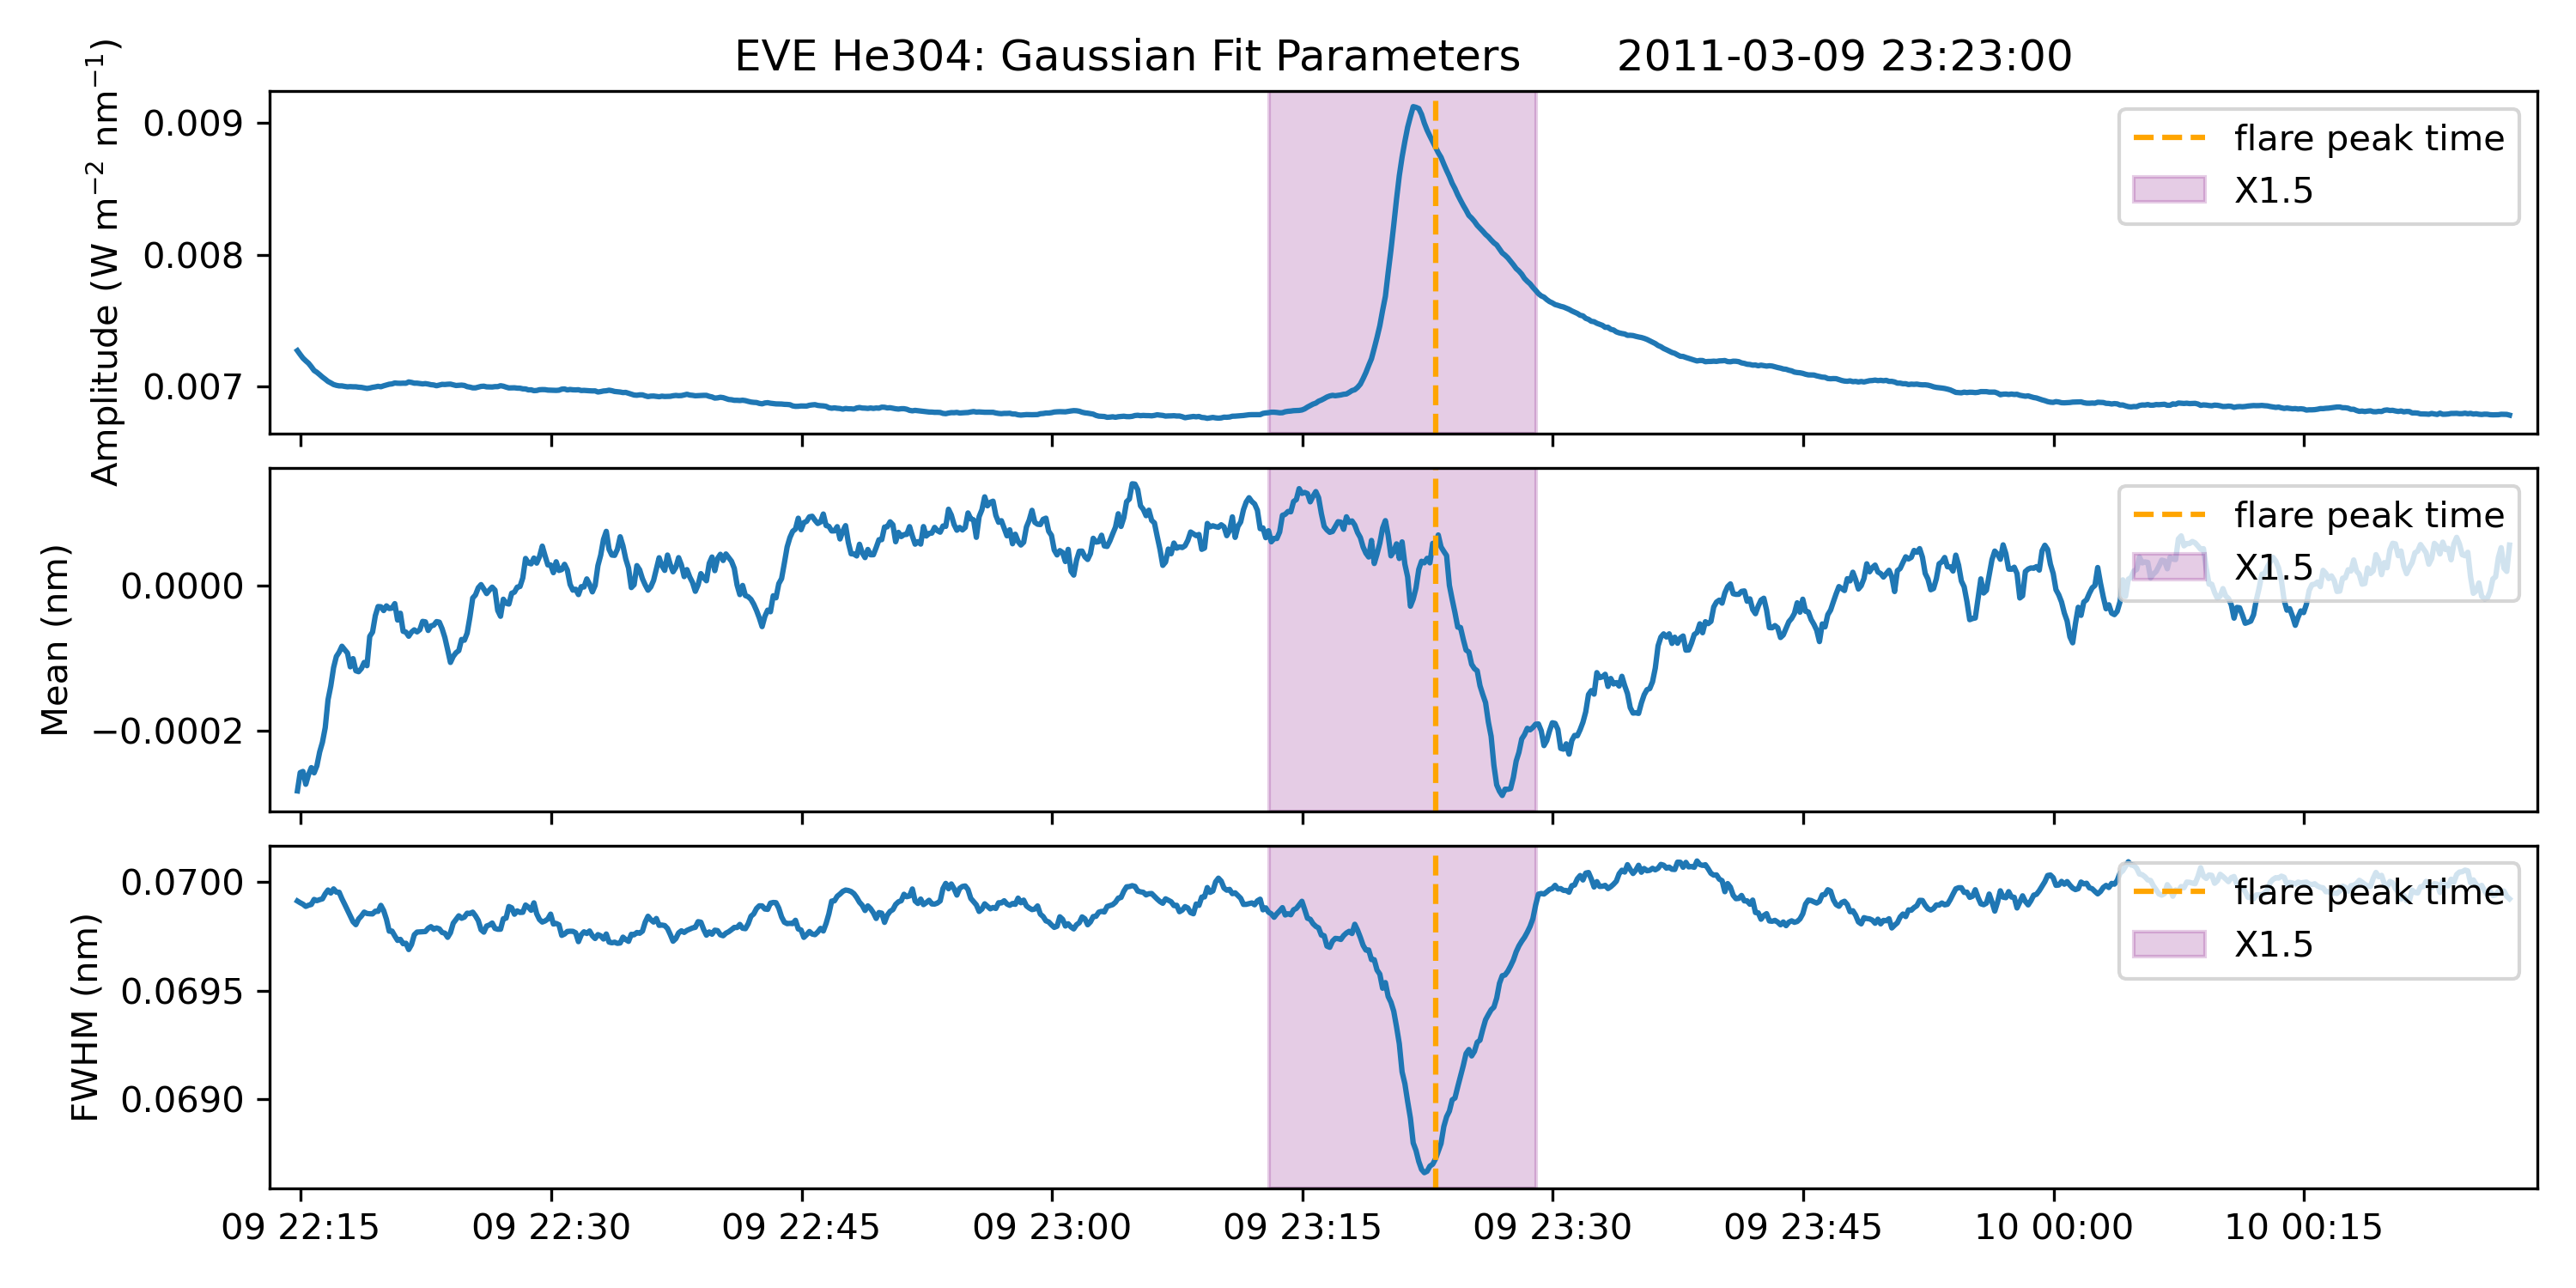 EVE He304: Gaussian Fit Parameters 2011-03-09 23:23:00
Amplitude (W m⁻² nm⁻¹)
0.009
0.008
0.007
flare peak time
X1.5
Mean (nm)
0.0000
−0.0002
flare peak time
X1.5
FWHM (nm)
0.0700
0.0695
0.0690
flare peak time
X1.5
09 22:15 09 22:30 09 22:45 09 23:00 09 23:15 09 23:30 09 23:45 10 00:00 10 00:15